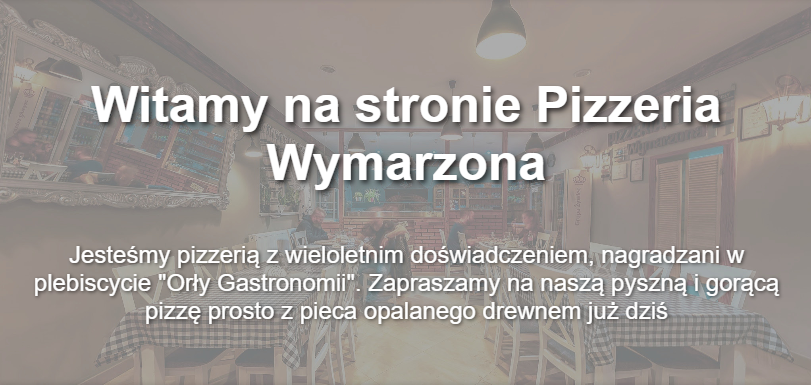 Witamy na stronie Pizzeria
Wymarzona
Jesteśmy pizzerią z wieloletnim doświadczeniem, nagradzani w
plebiscycie "Orły Gastronomii". Zapraszamy na naszą pyszną i gorącą
pizzę prosto z pieca opalanego drewnem już dziś